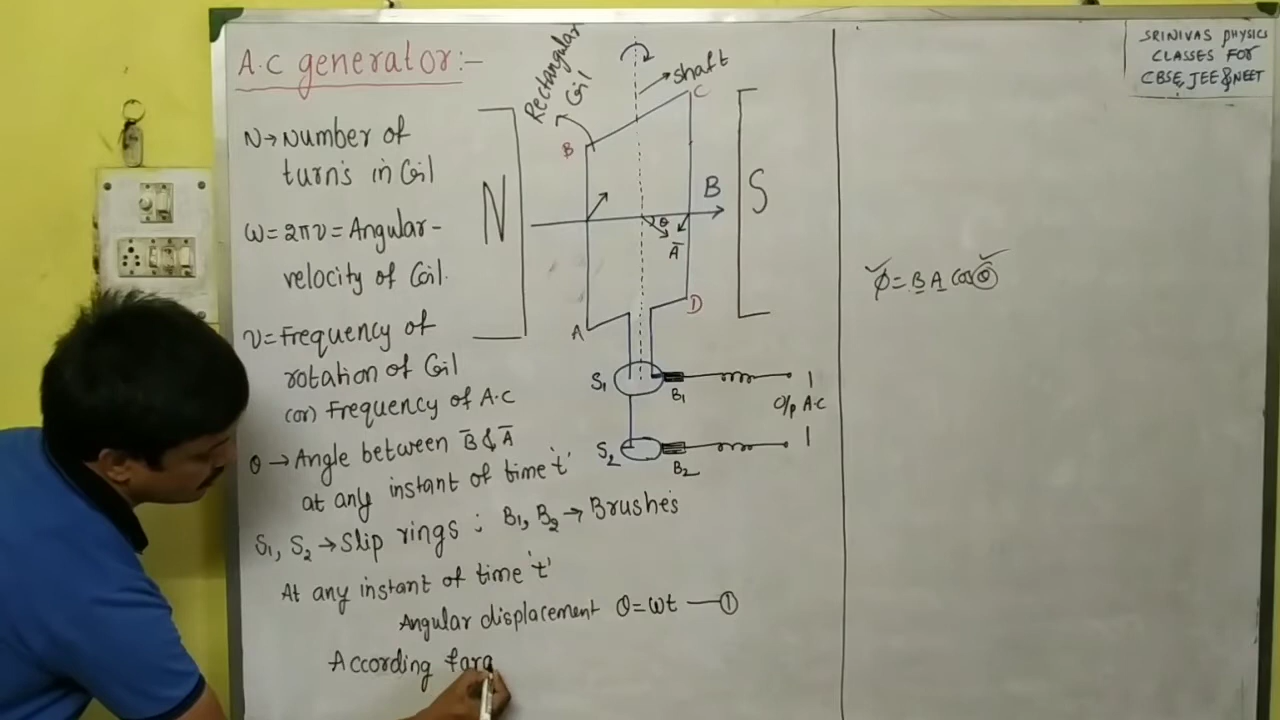 A.C generator:-
N→Number of
turn's in Coil
ω=2πν=Angular-
velocity of Coil.
ν=Frequency of
rotation of Coil
(or) Frequency of A.C
θ→Angle between B̄ & Ā
at any instant of time 't'
S₁, S₂→Slip rings ; B₁, B₂→Brushes
At any instant of time 't'
Angular displacement θ=ωt —①
According fara
Rectangular
Coil
shaft
B
C
N
B
S
θ
Ā
A
D
S₁
B₁
O/p A.C
S₂
B₂
φ=BA cosθ
SRINIVAS PHYSICS
CLASSES FOR
CBSE, JEE & NEET